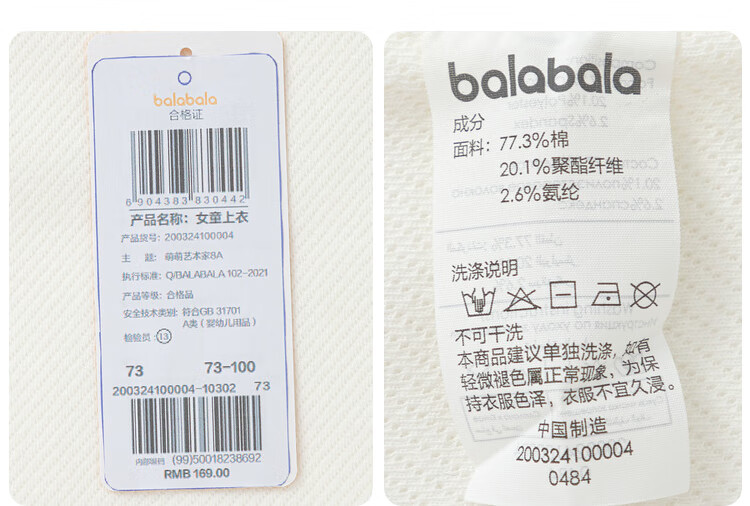 balabala
合格证
6904383830442
产品名称：女童上衣
产品货号：200324100004
主 题：萌萌艺术家8A
执行标准：Q/BALABALA 102-2021
产品等级：合格品
安全技术类别：符合GB 31701
A类（婴幼儿用品）
检验员：13
73 73-100
200324100004-10302 73
内部吸码 (99)50018238692
RMB 169.00
balabala
成分
面料：77.3%棉
20.1%聚酯纤维
2.6%氨纶
洗涤说明
不可干洗
本商品建议单独洗涤，如有
轻微褪色属正常现象，为保
持衣服色泽，衣服不宜久浸。
中国制造
200324100004
0484